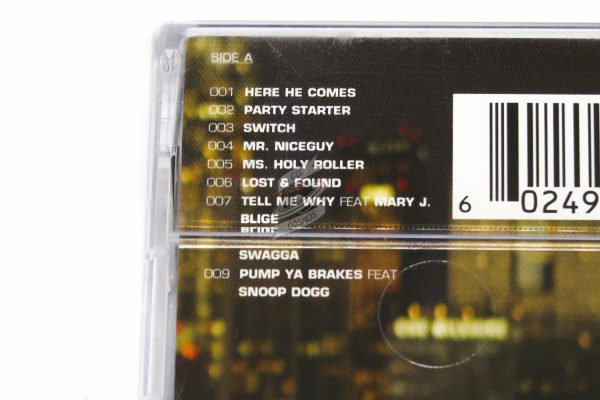 SIDE A
001 HERE HE COMES
002 PARTY STARTER
003 SWITCH
004 MR. NICEGUY
005 MS. HOLY ROLLER
006 LOST & FOUND
007 TELL ME WHY FEAT MARY J.
BLIGE
SWAGGA
009 PUMP YA BRAKES FEAT
SNOOP DOGG
6 0249
COSMOS